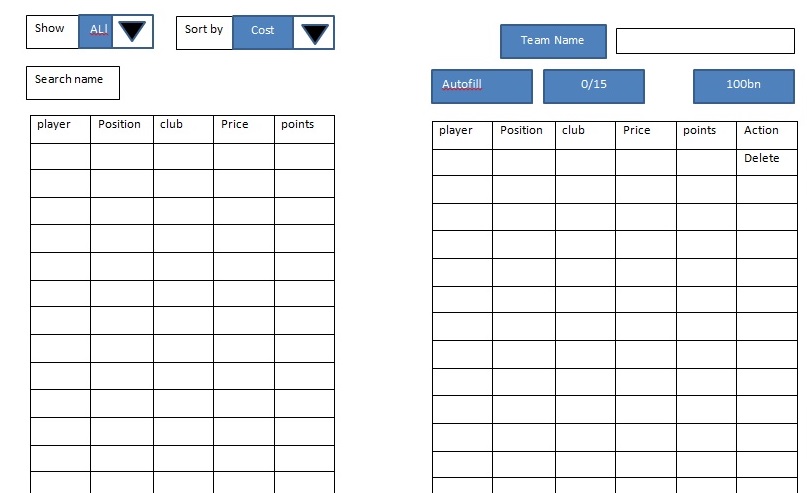 Show ALl
Sort by Cost
Search name
player Position club Price points
Team Name
Autofill 0/15 100bn
player Position club Price points Action
Delete